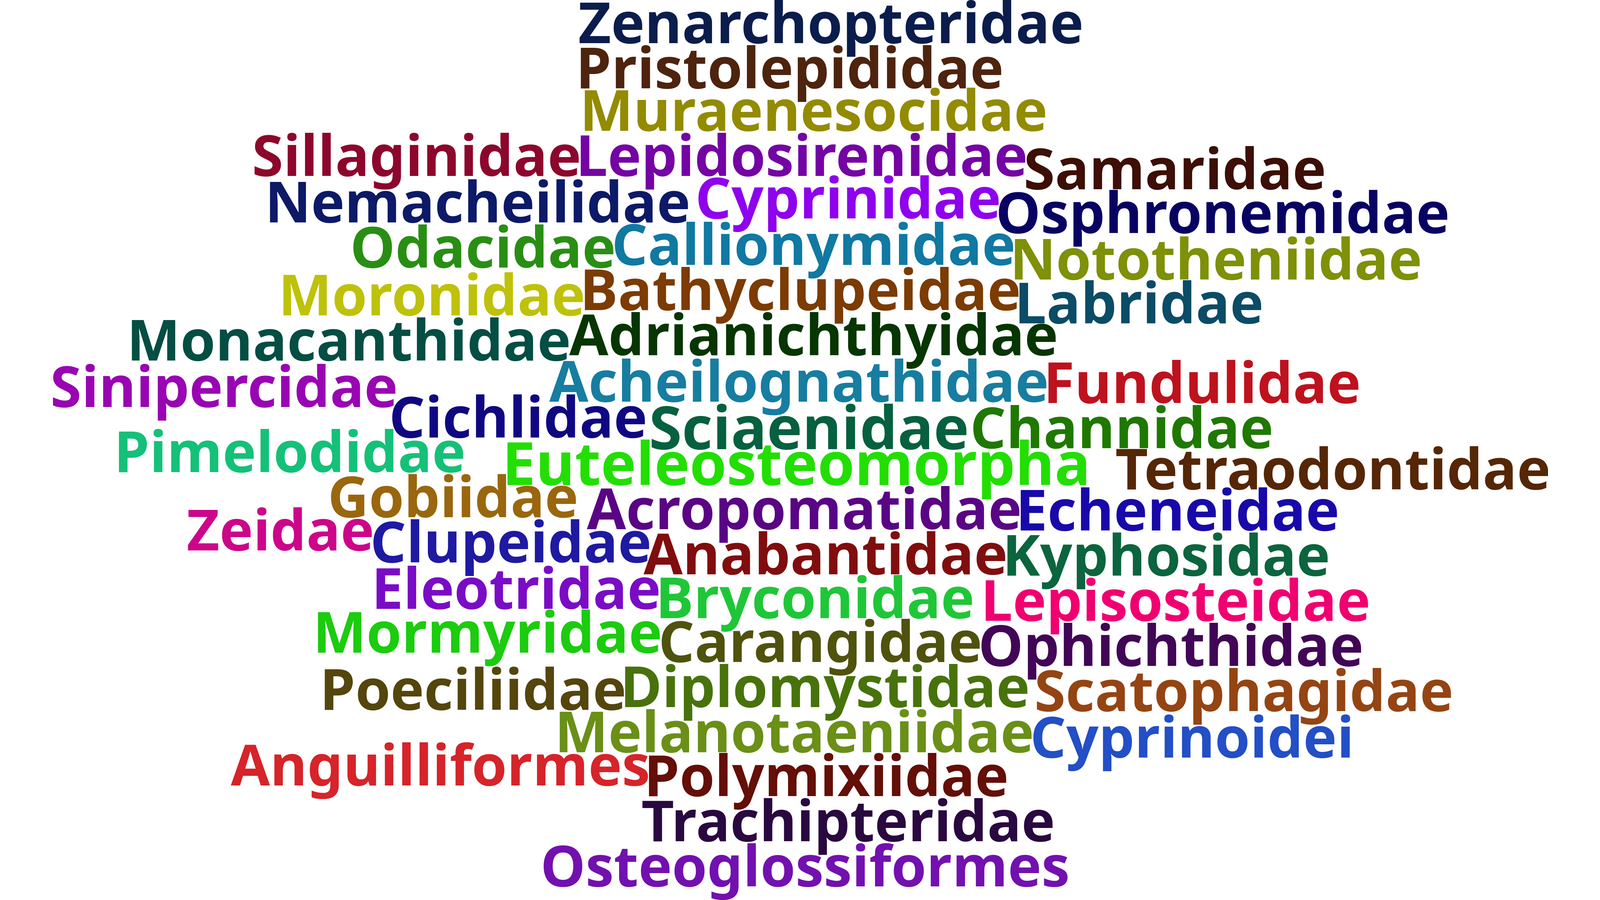 Zenarchopteridae
Pristolepididae
Muraenesocidae
Sillaginidae Lepidosirenidae Samaridae
Nemacheilidae Cyprinidae Osphronemidae
Odacidae Callionymidae Nototheniidae
Moronidae Bathyclupeidae Labridae
Monacanthidae Adrianichthyidae
Sinipercidae Acheilognathidae Fundulidae
Cichlidae Sciaenidae Channidae
Pimelodidae Euteleosteomorpha Tetraodontidae
Gobiidae Acropomatidae Echeneidae
Zeidae Clupeidae Anabantidae Kyphosidae
Eleotridae Bryconidae Lepisosteidae
Mormyridae Carangidae Ophichthidae
Poeciliidae Diplomystidae Scatophagidae
Melanotaeniidae Cyprinoidei
Anguilliformes Polymixiidae
Trachipteridae
Osteoglossiformes